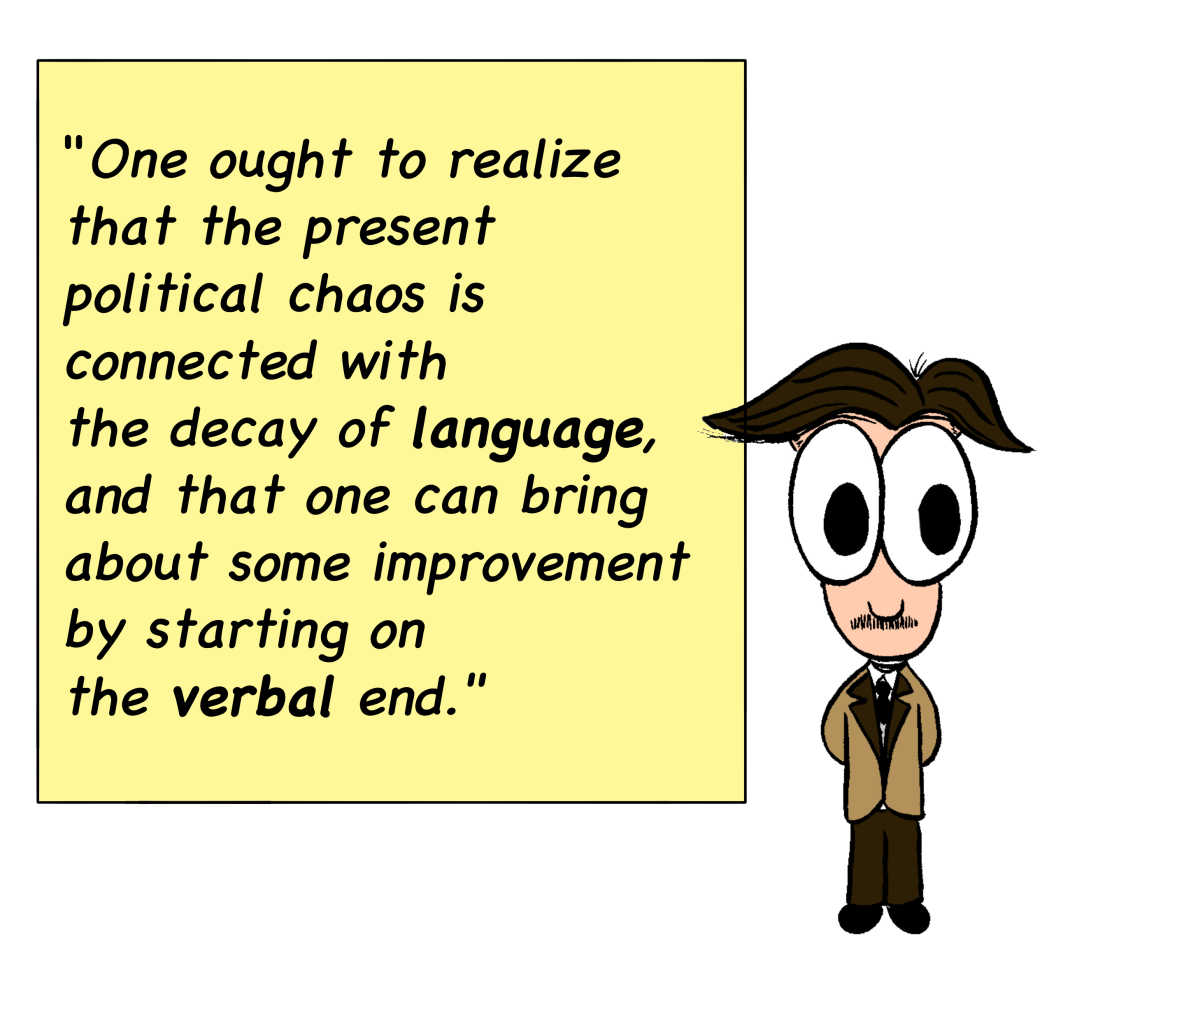 "One ought to realize
that the present
political chaos is
connected with
the decay of language,
and that one can bring
about some improvement
by starting on
the verbal end."